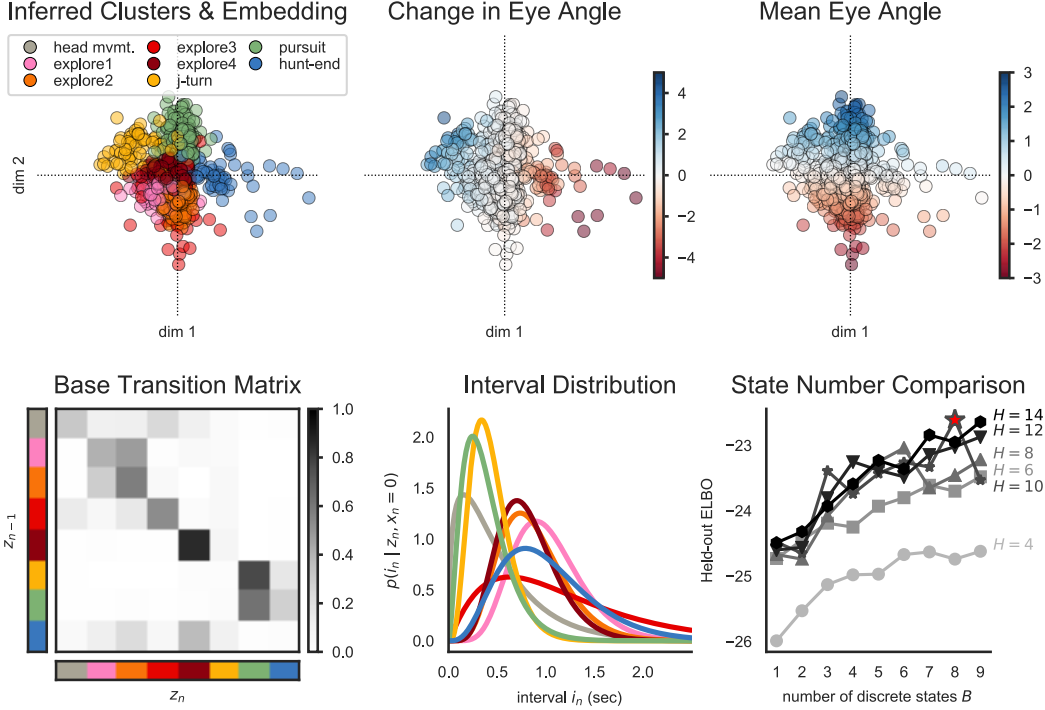 Inferred Clusters & Embedding
head mvmt.
explore1
explore2
explore3
explore4
j-turn
pursuit
hunt-end
dim 2
dim 1
Change in Eye Angle
4
2
0
−2
−4
dim 1
Mean Eye Angle
3
2
1
0
−1
−2
−3
dim 1
Base Transition Matrix
z_{n−1}
z_n
1.0
0.8
0.6
0.4
0.2
0.0
Interval Distribution
p(i_n | z_n, x_n = 0)
2.0
1.5
1.0
0.5
0.0
0.0 0.5 1.0 1.5 2.0
interval i_n (sec)
State Number Comparison
Held-out ELBO
−23
−24
−25
−26
H = 14
H = 12
H = 8
H = 6
H = 10
H = 4
1 2 3 4 5 6 7 8 9
number of discrete states B